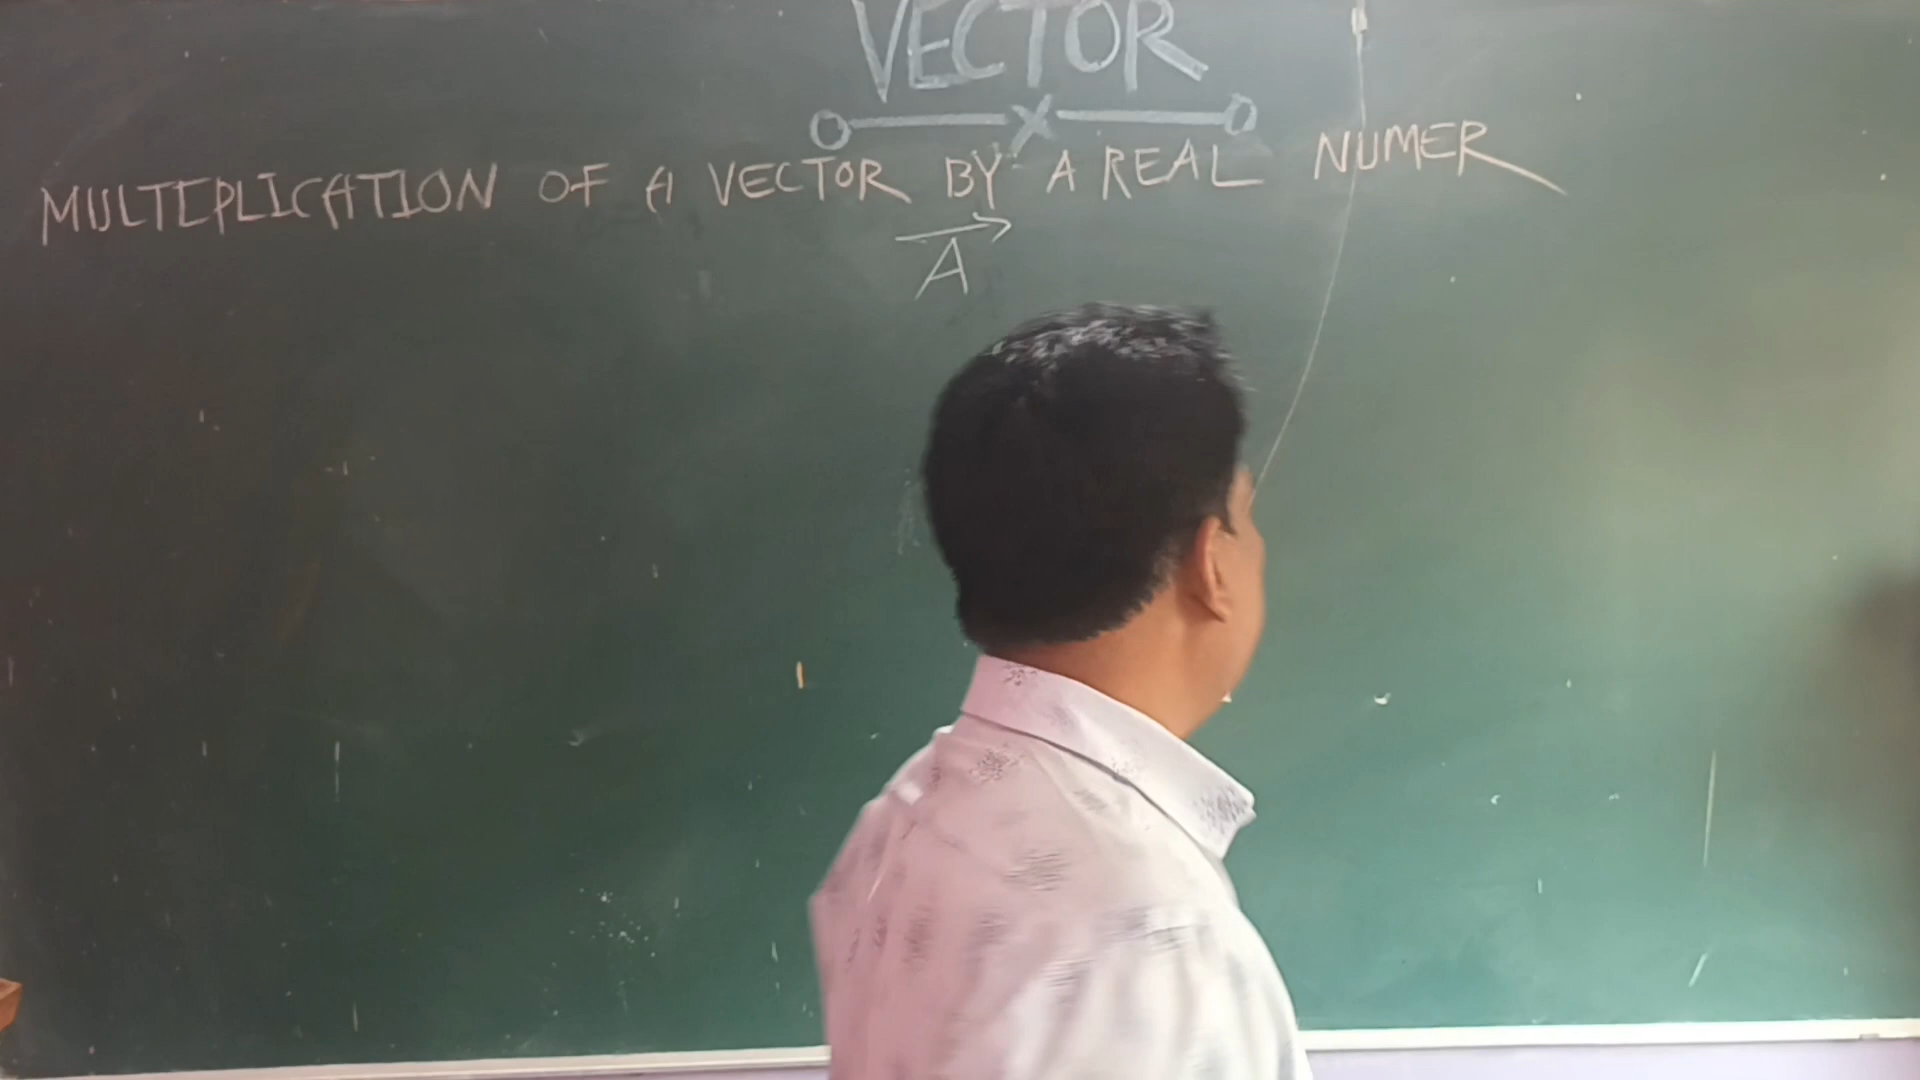 VECTOR
MULTIPLICATION OF A VECTOR BY A REAL NUMER
A